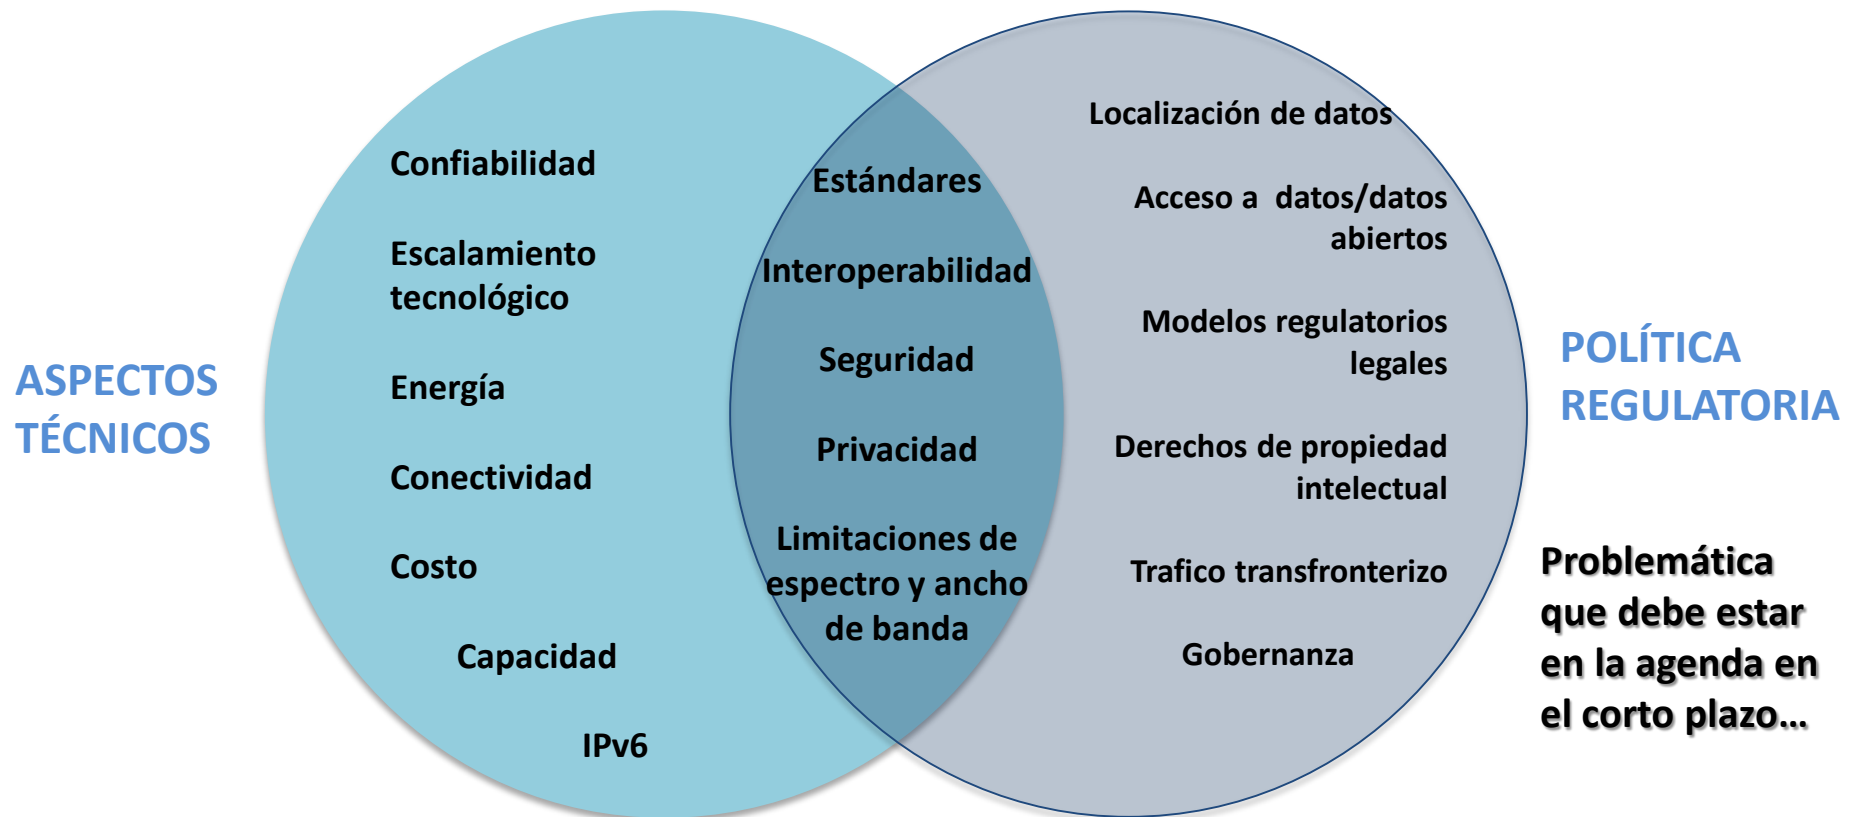 ASPECTOS
TÉCNICOS
Confiabilidad
Escalamiento
tecnológico
Energía
Conectividad
Costo
Capacidad
IPv6
Estándares
Interoperabilidad
Seguridad
Privacidad
Limitaciones de
espectro y ancho
de banda
Localización de datos
Acceso a  datos/datos
abiertos
Modelos regulatorios
legales
Derechos de propiedad
intelectual
Trafico transfronterizo
Gobernanza
POLÍTICA
REGULATORIA
Problemática
que debe estar
en la agenda en
el corto plazo…